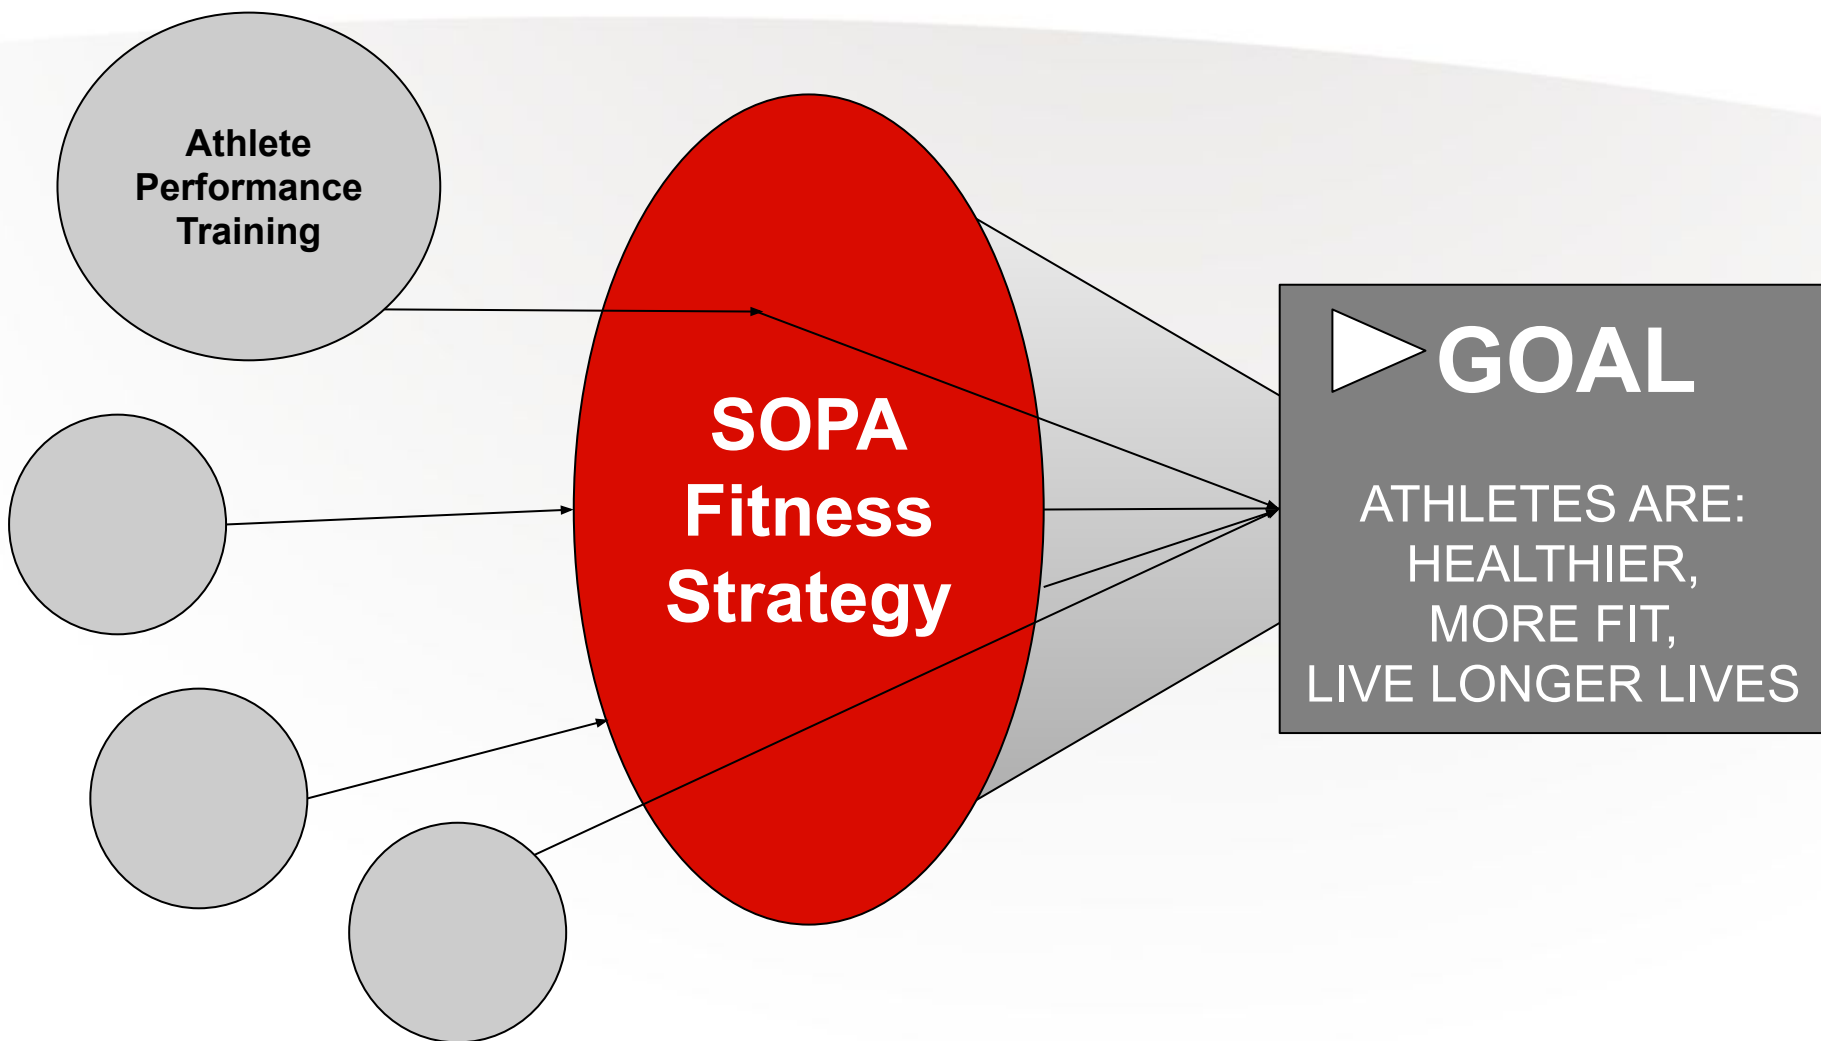 Athlete
Performance
Training
SOPA
Fitness
Strategy
GOAL
ATHLETES ARE:
HEALTHIER,
MORE FIT,
LIVE LONGER LIVES